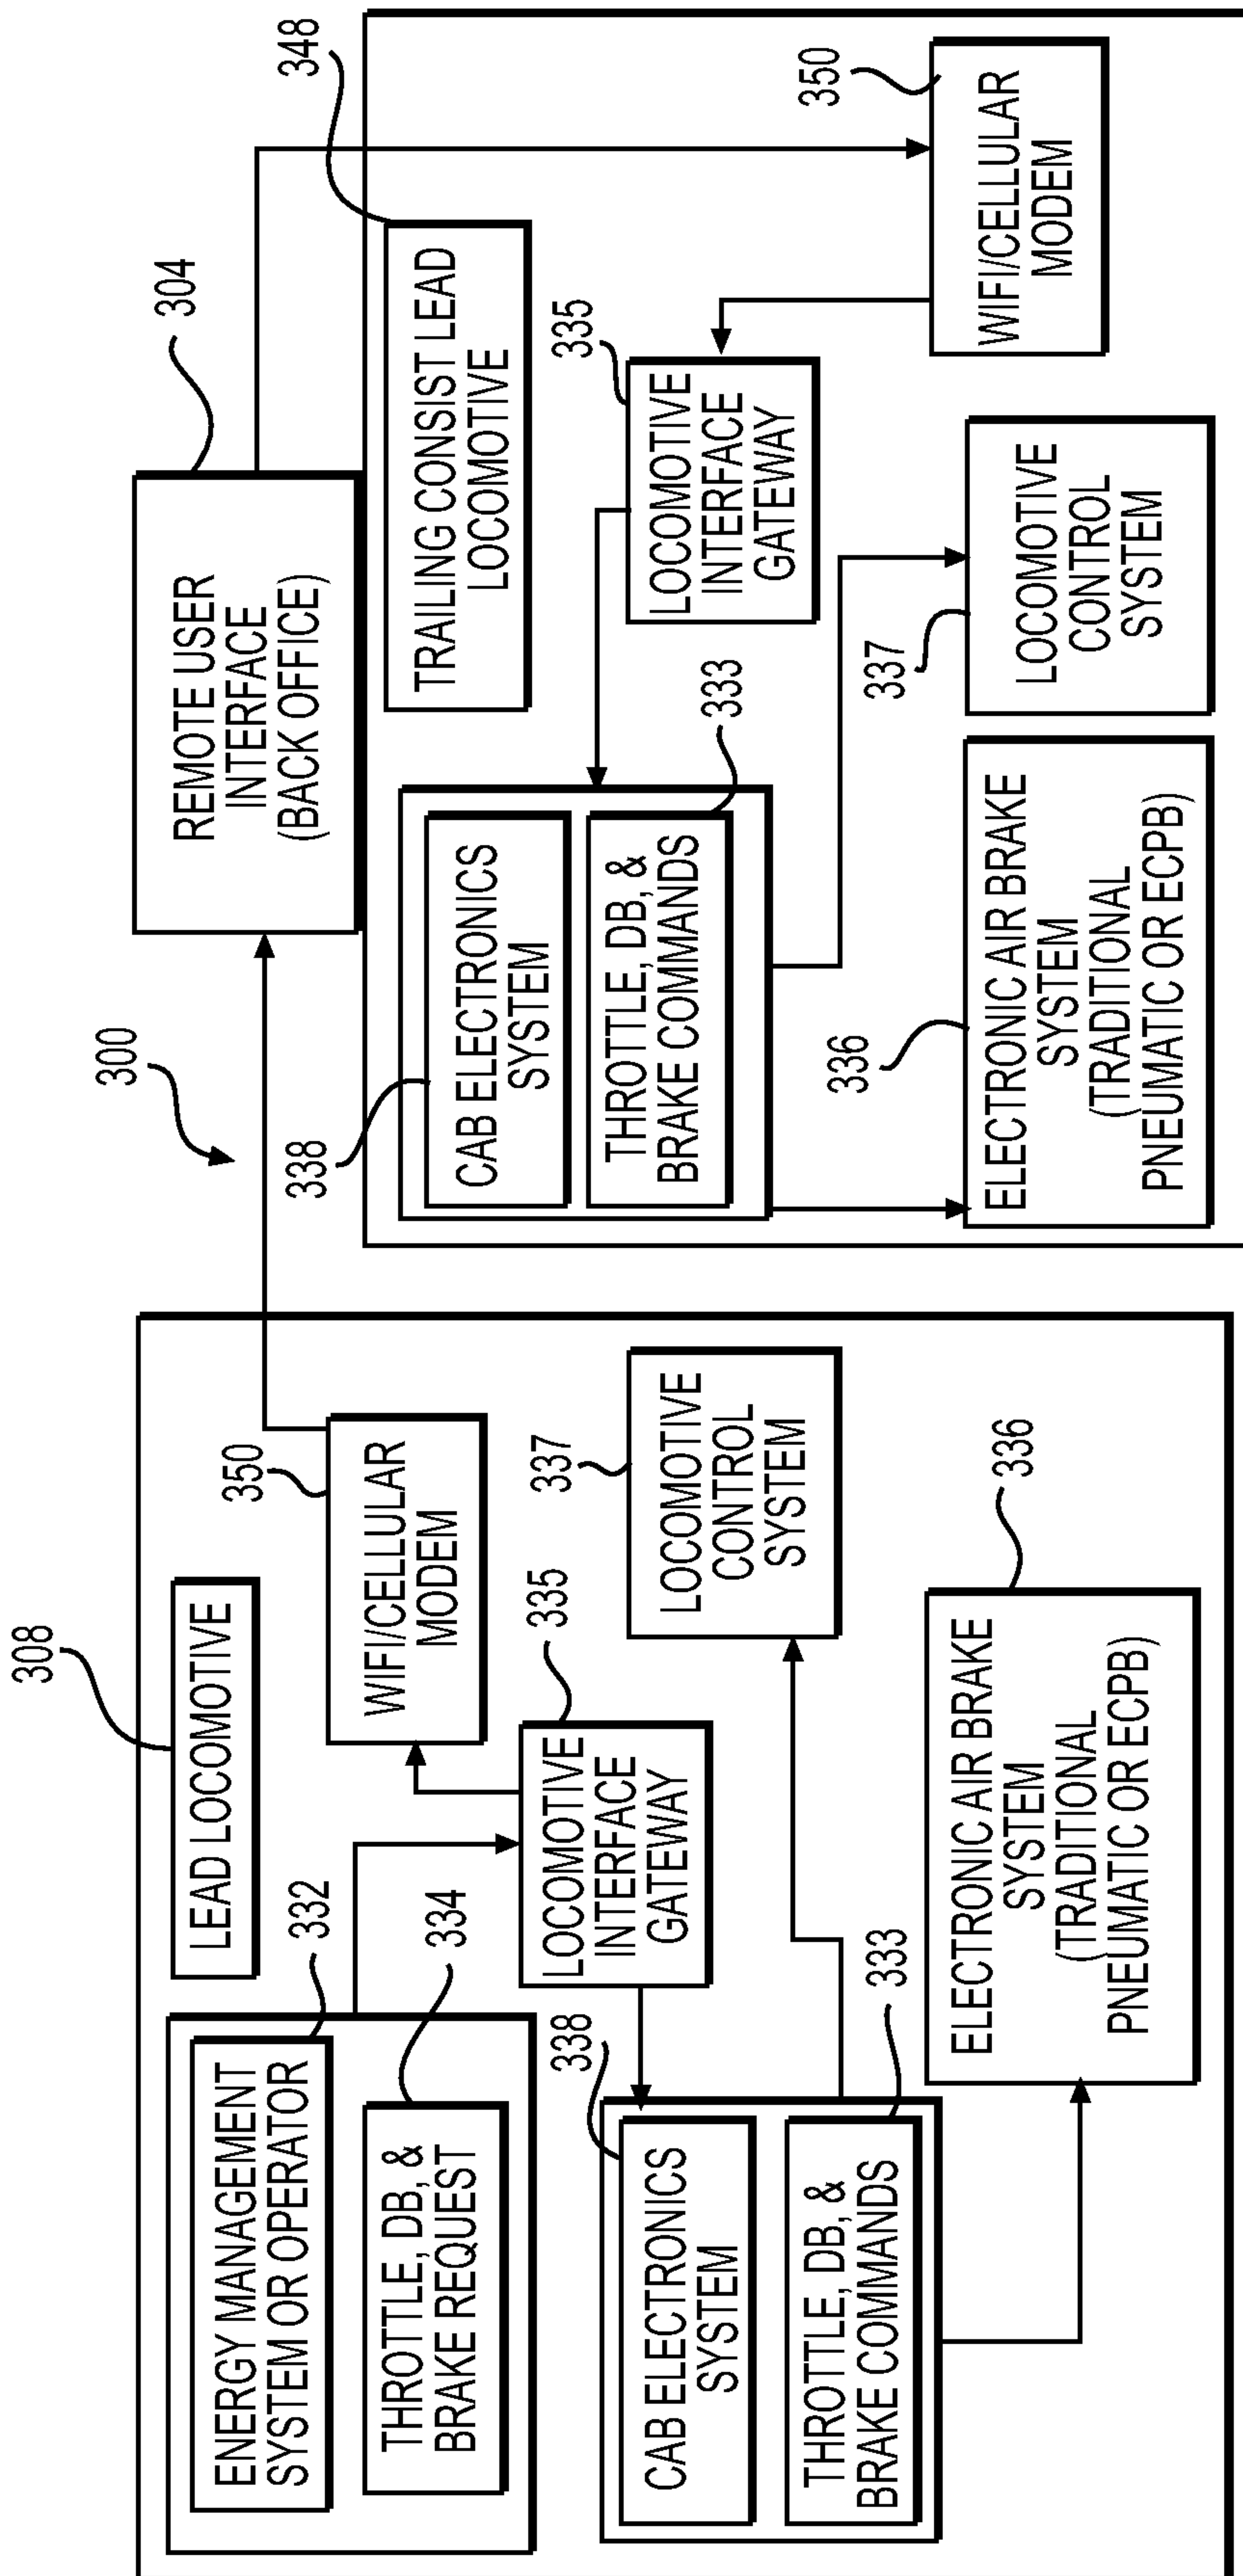 300
308
LEAD LOCOMOTIVE
332
ENERGY MANAGEMENT
SYSTEM OR OPERATOR
334
THROTTLE, DB, &
BRAKE REQUEST
350
WIFI/CELLULAR
MODEM
335
LOCOMOTIVE
INTERFACE
GATEWAY
337
LOCOMOTIVE
CONTROL
SYSTEM
338
CAB ELECTRONICS
SYSTEM
333
THROTTLE, DB, &
BRAKE COMMANDS
336
ELECTRONIC AIR BRAKE
SYSTEM
(TRADITIONAL
PNEUMATIC OR ECPB)
304
REMOTE USER
INTERFACE
(BACK OFFICE)
348
TRAILING CONSIST LEAD
LOCOMOTIVE
338
CAB ELECTRONICS
SYSTEM
333
THROTTLE, DB, &
BRAKE COMMANDS
335
LOCOMOTIVE
INTERFACE
GATEWAY
350
WIFI/CELLULAR
MODEM
336
ELECTRONIC AIR BRAKE
SYSTEM
(TRADITIONAL
PNEUMATIC OR ECPB)
337
LOCOMOTIVE
CONTROL
SYSTEM